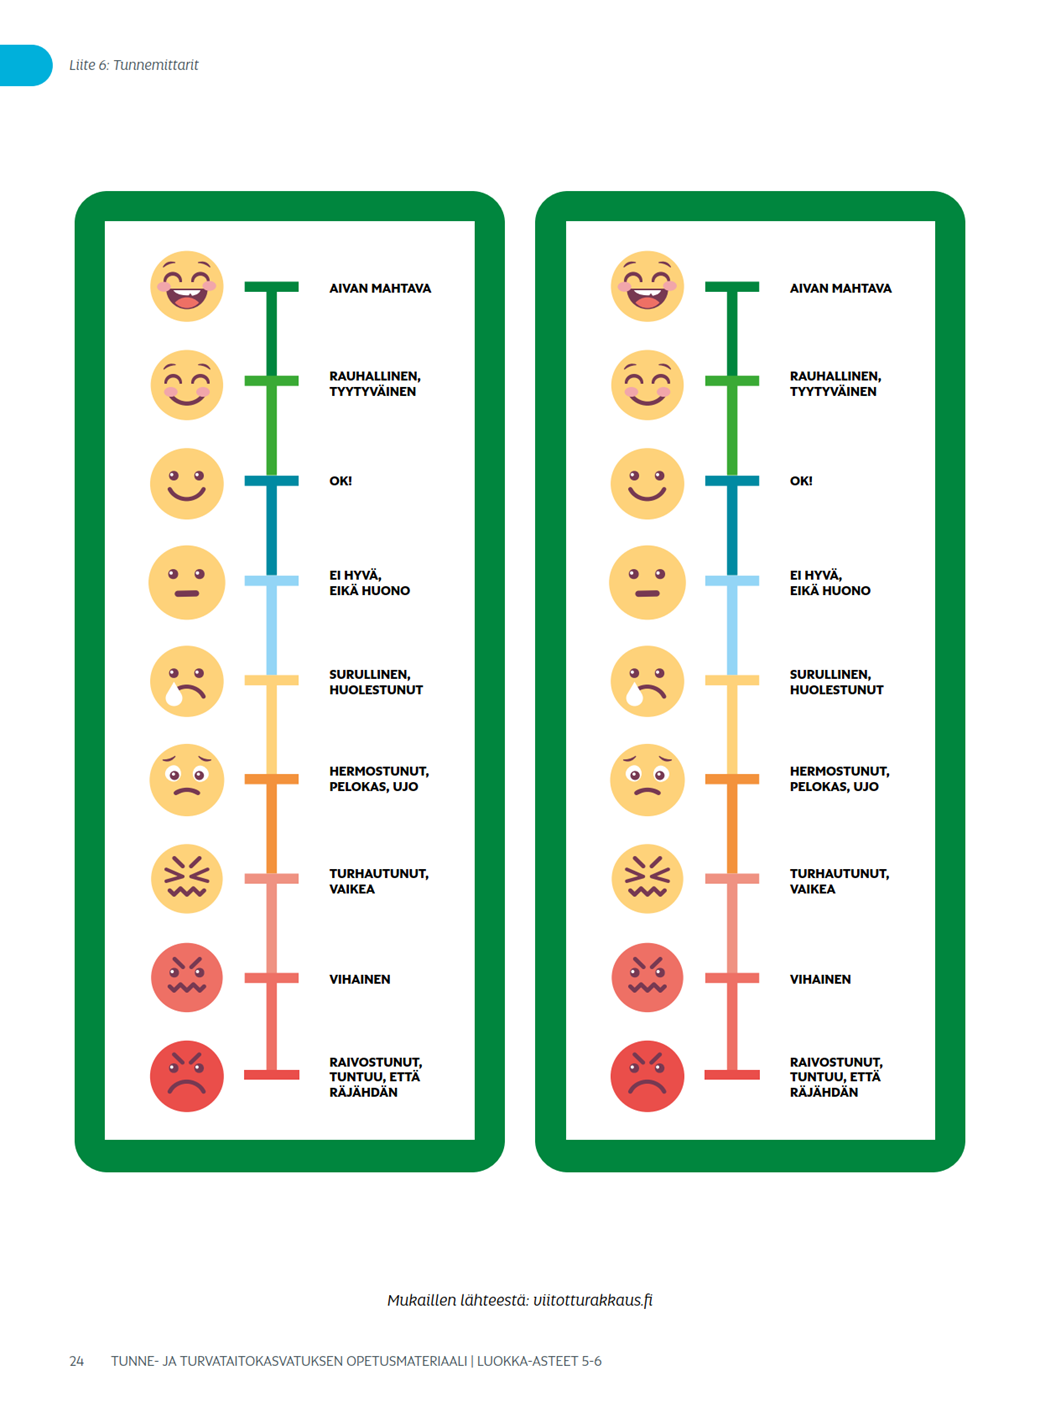 Liite 6: Tunnemittarit
AIVAN MAHTAVA
RAUHALLINEN,
TYYTYVÄINEN
OK!
EI HYVÄ,
EIKÄ HUONO
SURULLINEN,
HUOLESTUNUT
HERMOSTUNUT,
PELOKAS, UJO
TURHAUTUNUT,
VAIKEA
VIHAINEN
RAIVOSTUNUT,
TUNTUU, ETTÄ
RÄJÄHDÄN
AIVAN MAHTAVA
RAUHALLINEN,
TYYTYVÄINEN
OK!
EI HYVÄ,
EIKÄ HUONO
SURULLINEN,
HUOLESTUNUT
HERMOSTUNUT,
PELOKAS, UJO
TURHAUTUNUT,
VAIKEA
VIHAINEN
RAIVOSTUNUT,
TUNTUU, ETTÄ
RÄJÄHDÄN
Mukaillen lähteestä: viitotturakkaus.fi
24 TUNNE- JA TURVATAITOKASVATUKSEN OPETUSMATERIAALI | LUOKKA-ASTEET 5-6